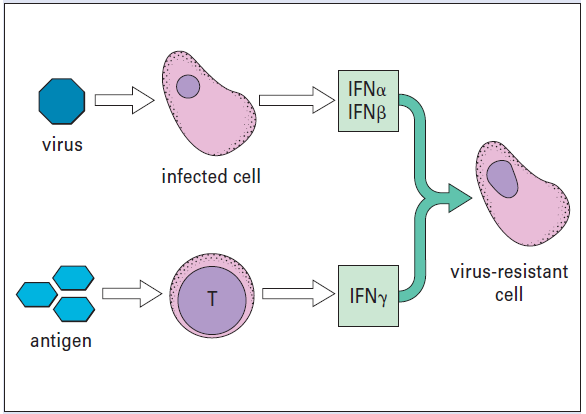 virus
infected cell
IFNα
IFNβ
virus-resistant
cell
antigen
T
IFNγ